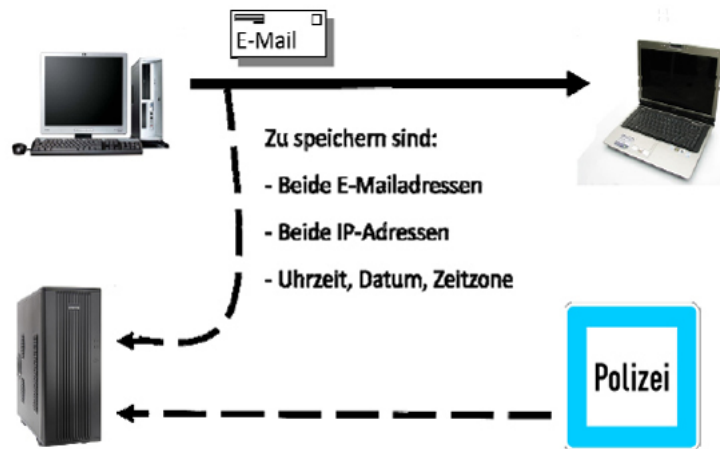 E-Mail
Zu speichern sind:
- Beide E-Mailadressen
- Beide IP-Adressen
- Uhrzeit, Datum, Zeitzone
Polizei